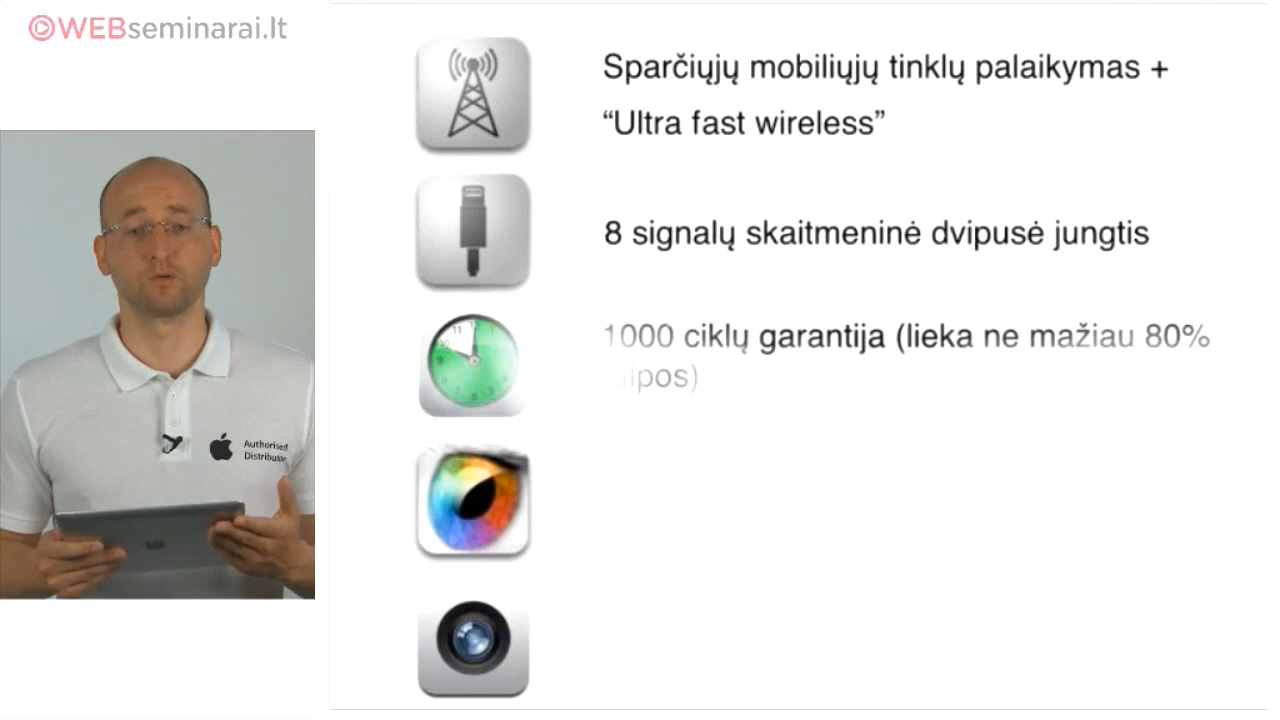 WEBseminarai.lt
Sparčiųjų mobiliųjų tinklų palaikymas +
“Ultra fast wireless”
8 signalų skaitmeninė dvipusė jungtis
1000 ciklų garantija (lieka ne mažiau 80%
Authorised
Distributor